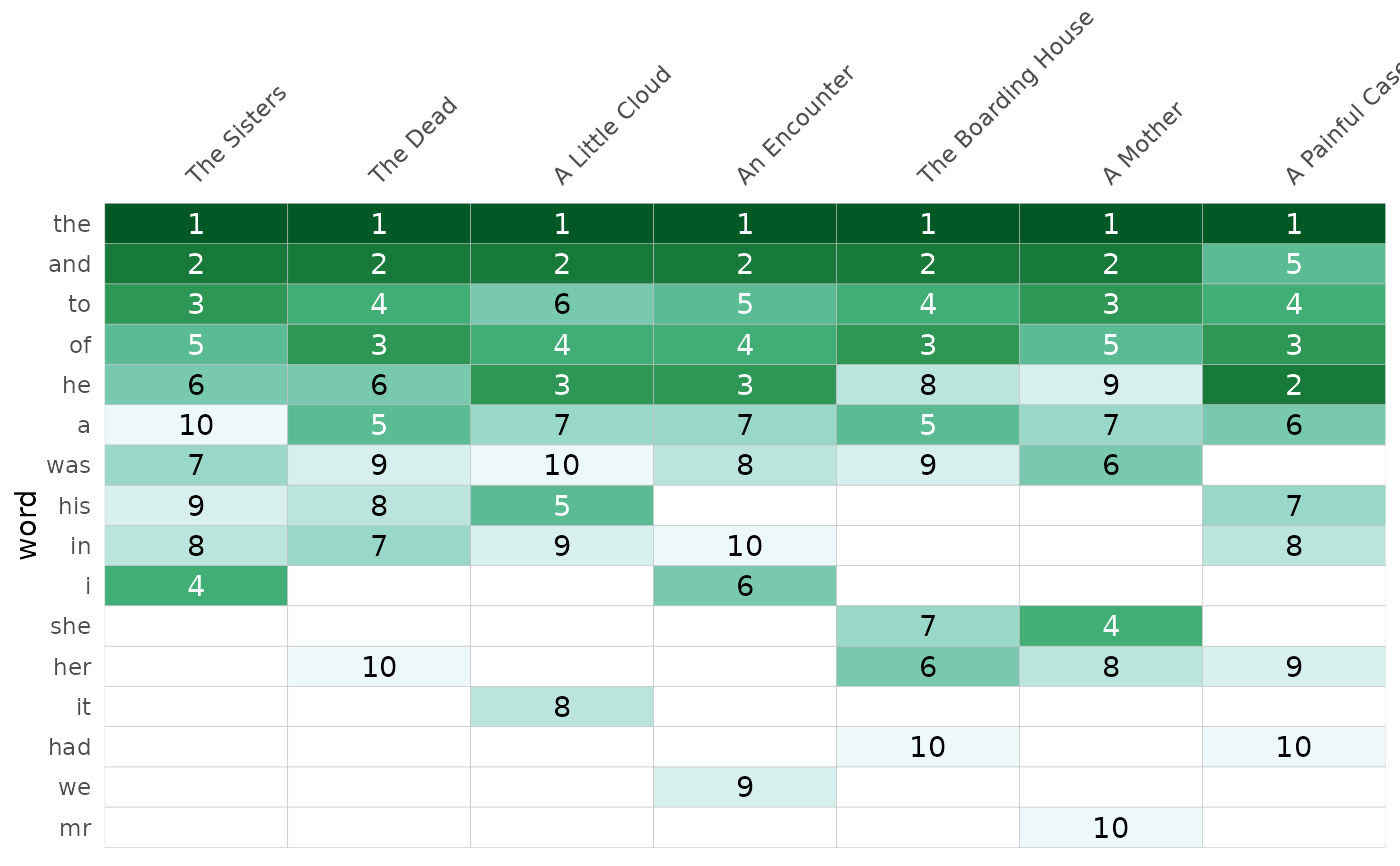 The Sisters The Dead A Little Cloud An Encounter The Boarding House A Mother A Painful Case
word
the 1 1 1 1 1 1 1
and 2 2 2 2 2 2 5
to 3 4 6 5 4 3 4
of 5 3 4 4 3 5 3
he 6 6 3 3 8 9 2
a 10 5 7 7 5 7 6
was 7 9 10 8 9 6
his 9 8 5 7
in 8 7 9 10 8
i 4 6
she 7 4
her 10 6 8 9
it 8
had 10 10
we 9
mr 10